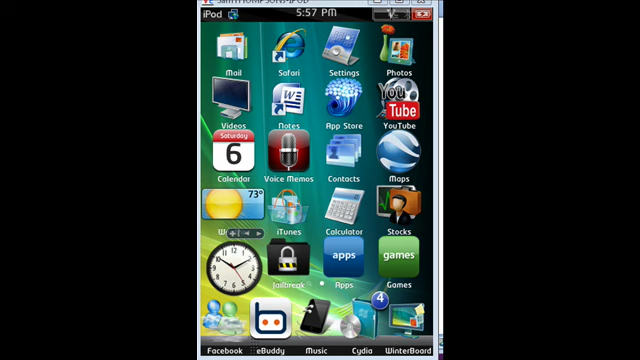 iPod
5:57 PM
Mail
Safari
Settings
Photos
Videos
Notes
App Store
You
Tube
YouTube
Saturday
6
Calendar
Voice Memos
Contacts
Maps
73°
iTunes
Calculator
Stocks
apps
games
Jailbreak
Apps
Games
4
Facebook
eBuddy
Music
Cydia
WinterBoard